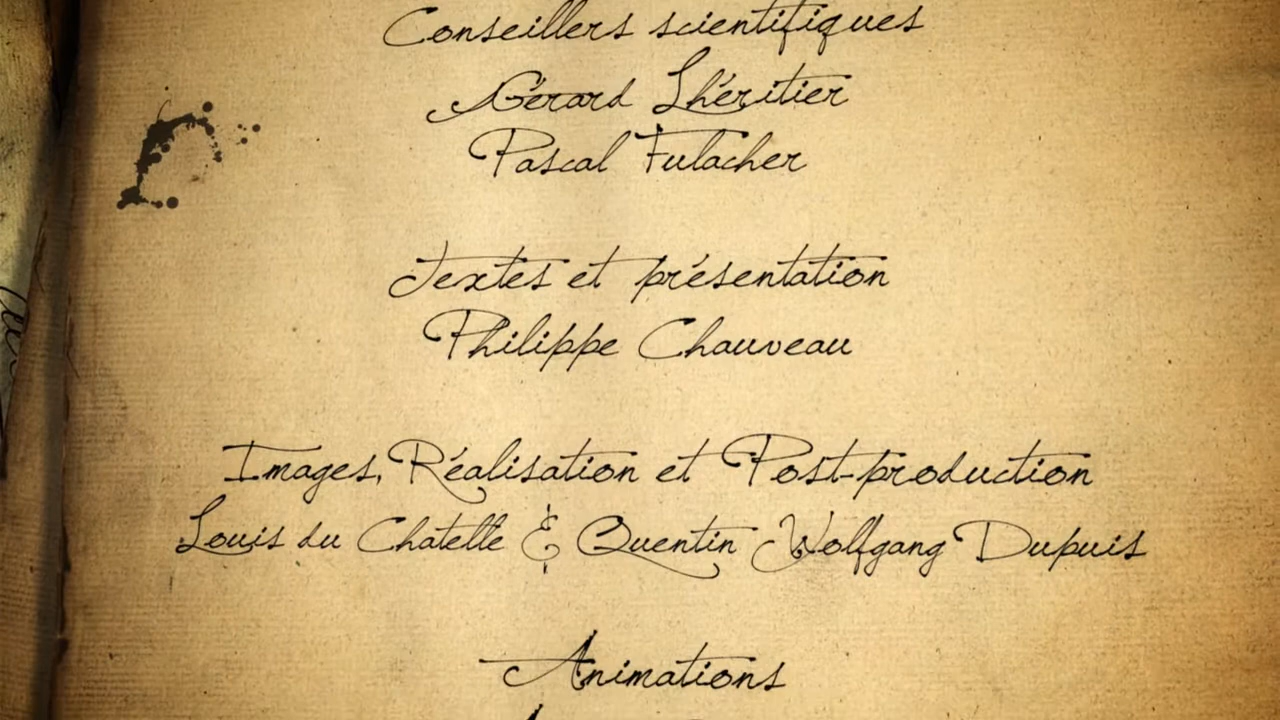 Conseillers scientifiques
Gérard Lhéritier
Pascal Fulacher
Textes et présentation
Philippe Chauveau
Images, Réalisation et Post-production
Louis du Chatelle & Quentin Wolfgang Dupuis
Animations